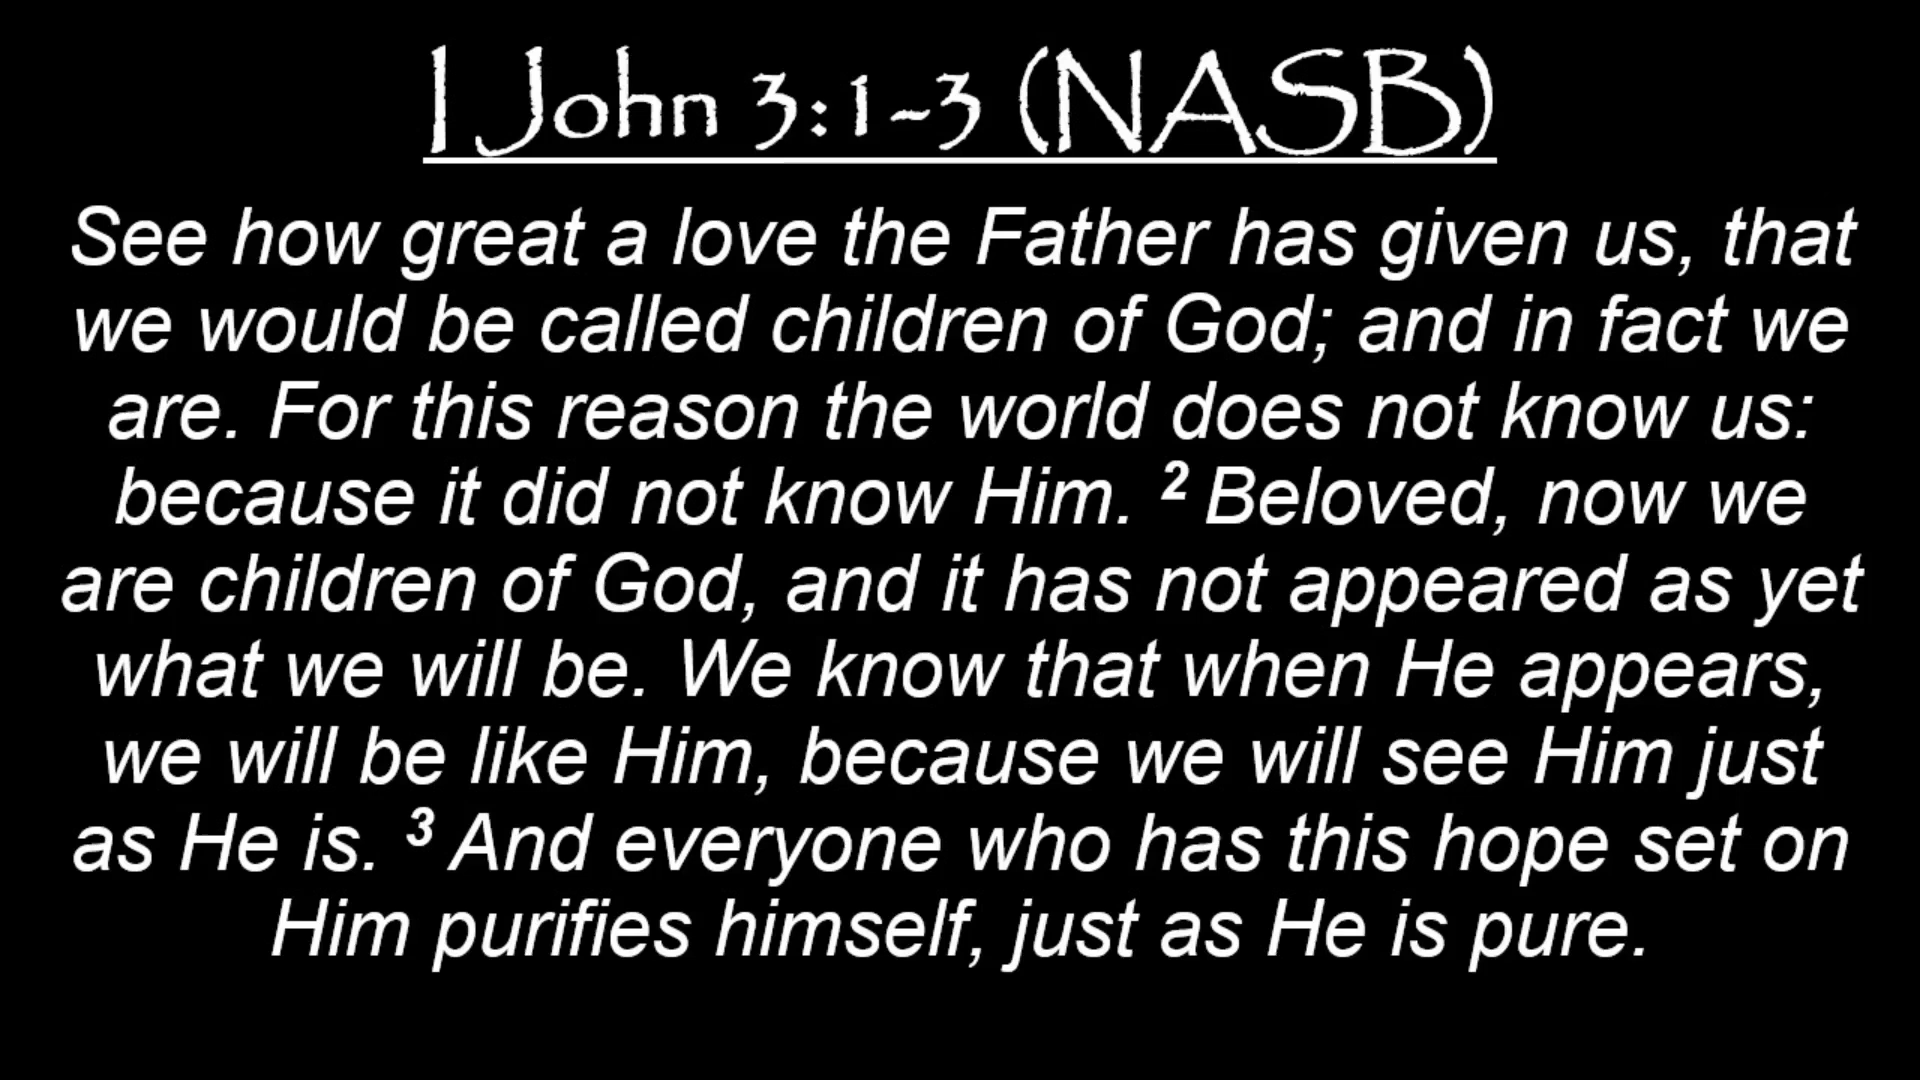 I John 3:1-3 (NASB)
See how great a love the Father has given us, that
we would be called children of God; and in fact we
are. For this reason the world does not know us:
because it did not know Him. 2 Beloved, now we
are children of God, and it has not appeared as yet
what we will be. We know that when He appears,
we will be like Him, because we will see Him just
as He is. 3 And everyone who has this hope set on
Him purifies himself, just as He is pure.